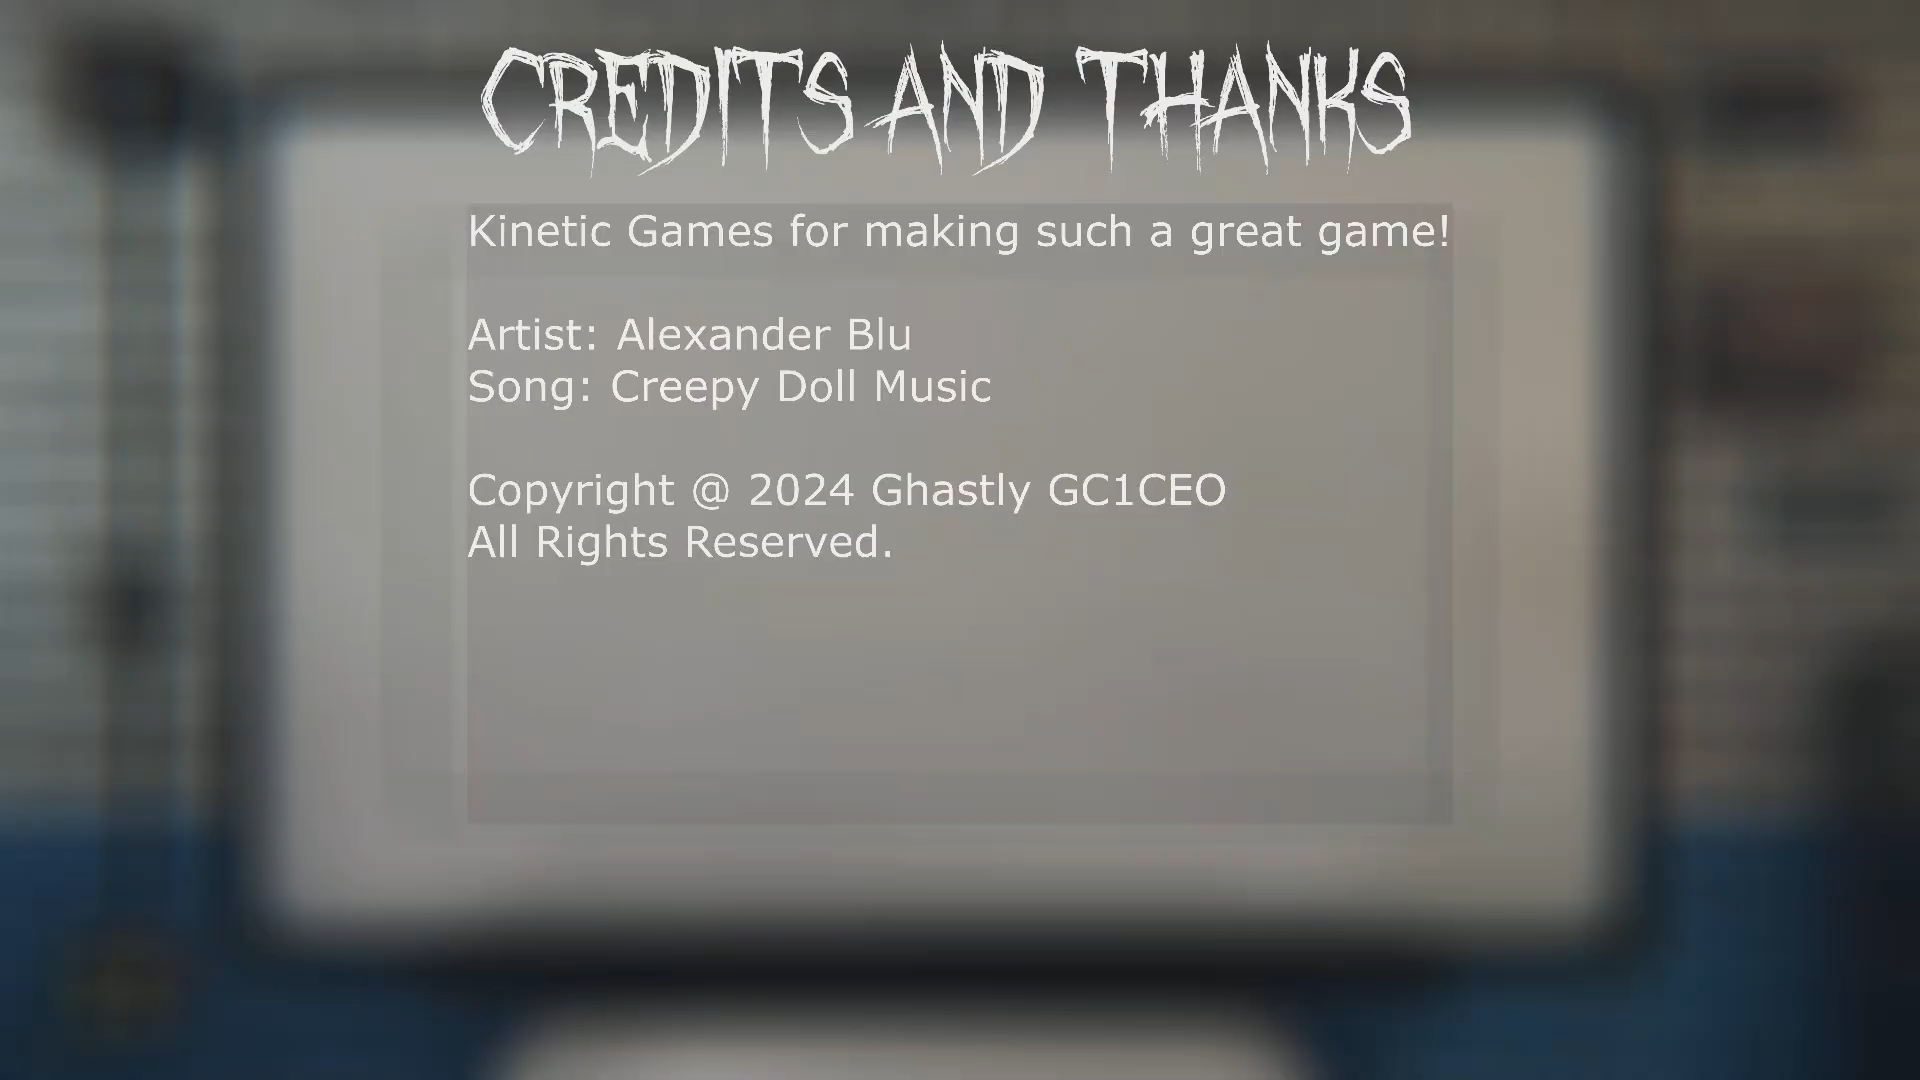 CREDITS AND THANKS
Kinetic Games for making such a great game!
Artist: Alexander Blu
Song: Creepy Doll Music
Copyright @ 2024 Ghastly GC1CEO
All Rights Reserved.